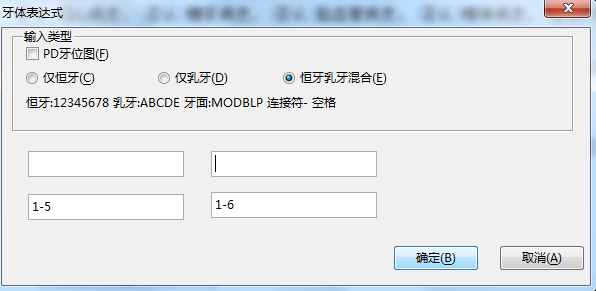 牙体表达式
输入类型
PD牙位图(F)
仅恒牙(C) 仅乳牙(D) 恒牙乳牙混合(E)
恒牙:12345678 乳牙:ABCDE 牙面:MODBLP 连接符- 空格
1-5 1-6
确定(B) 取消(A)